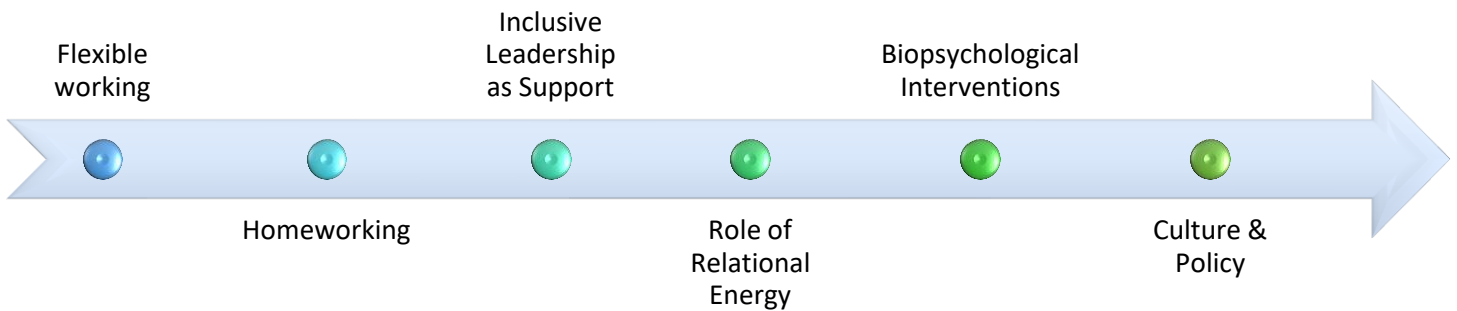 Flexible
working
Homeworking
Inclusive
Leadership
as Support
Role of
Relational
Energy
Biopsychological
Interventions
Culture &
Policy